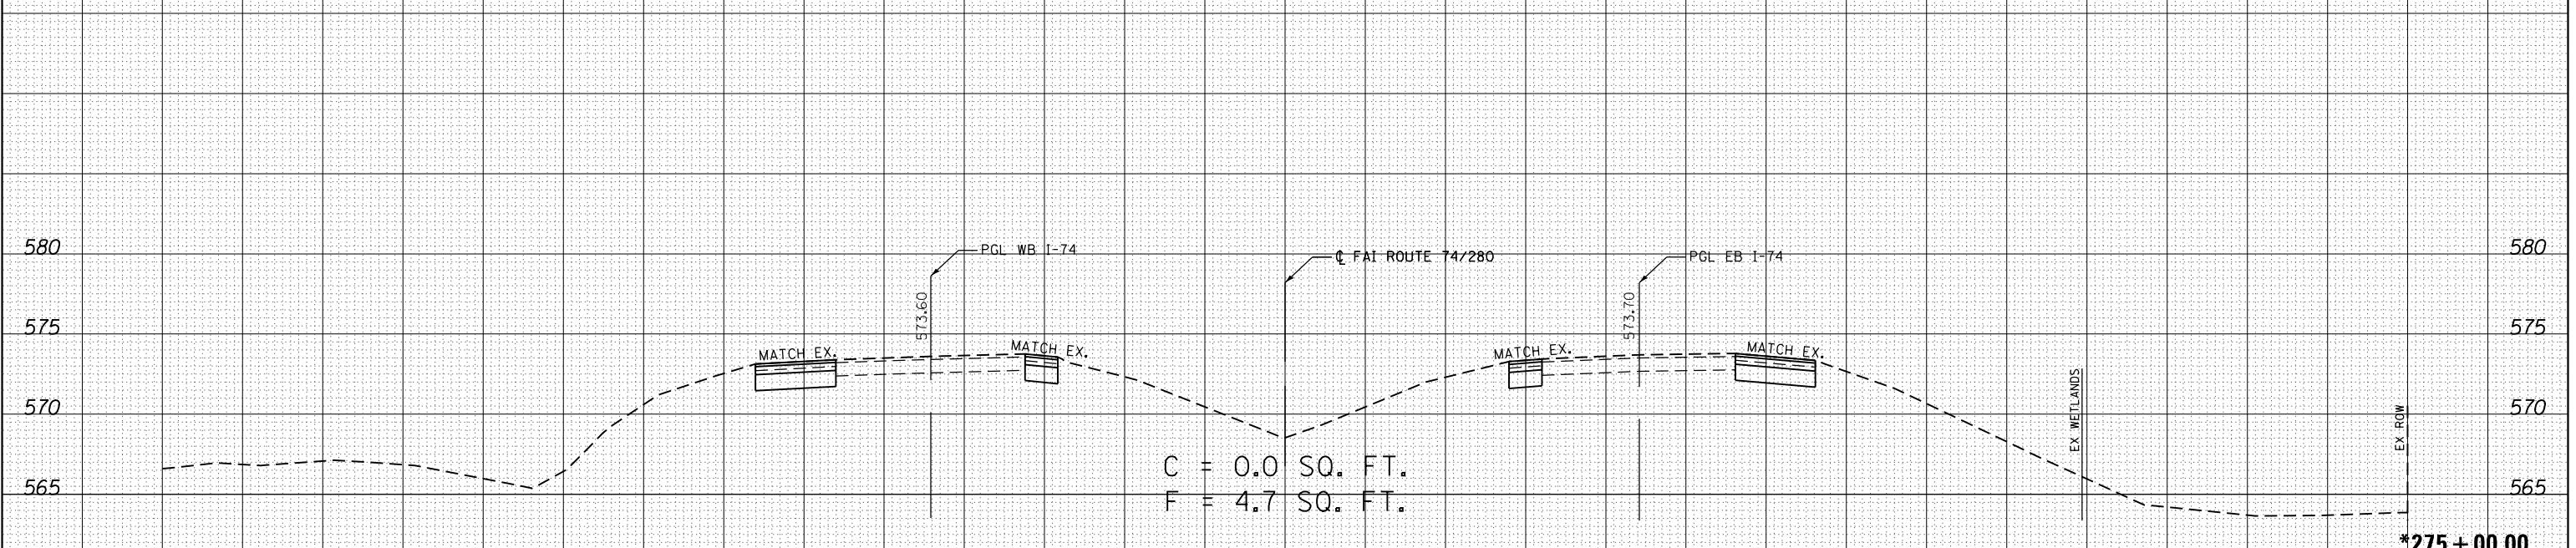 580
PGL WB I-74
℄ FAI ROUTE 74/280
PGL EB I-74
580
573.60
573.70
575
575
MATCH EX.
MATCH EX.
MATCH EX.
MATCH EX.
570
EX WETLANDS
EX ROW
570
C = 0.0 SQ. FT.
565
F = 4.7 SQ. FT.
565
*275+00.00